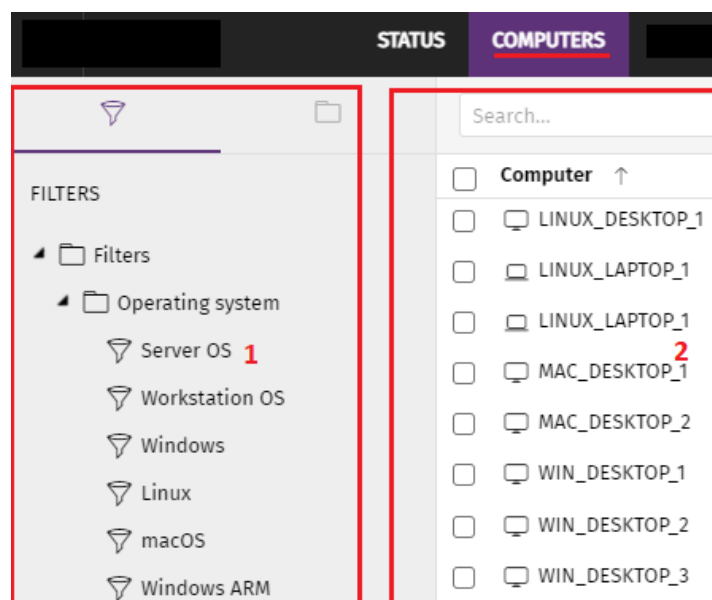 STATUS COMPUTERS
Search...
FILTERS
Filters
Operating system
Server OS 1
Workstation OS
Windows
Linux
macOS
Windows ARM
Computer ↑
LINUX_DESKTOP_1
LINUX_LAPTOP_1
LINUX_LAPTOP_1
2
MAC_DESKTOP_1
MAC_DESKTOP_2
WIN_DESKTOP_1
WIN_DESKTOP_2
WIN_DESKTOP_3